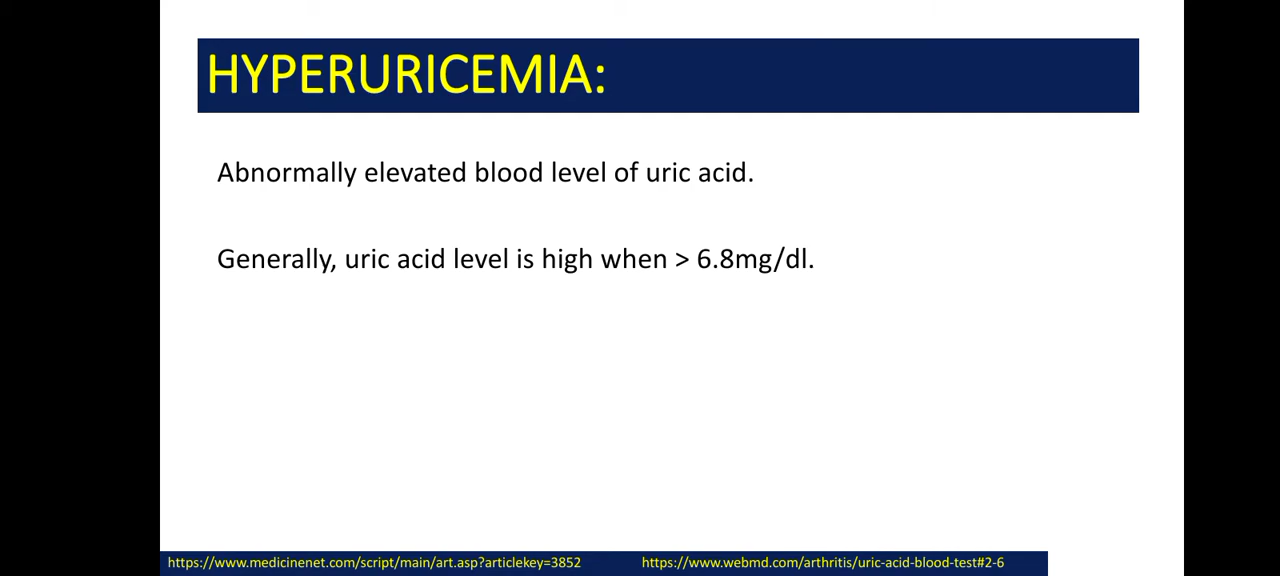 HYPERURICEMIA:
Abnormally elevated blood level of uric acid.
Generally, uric acid level is high when > 6.8mg/dl.
https://www.medicinenet.com/script/main/art.asp?articlekey=3852
https://www.webmd.com/arthritis/uric-acid-blood-test#2-6